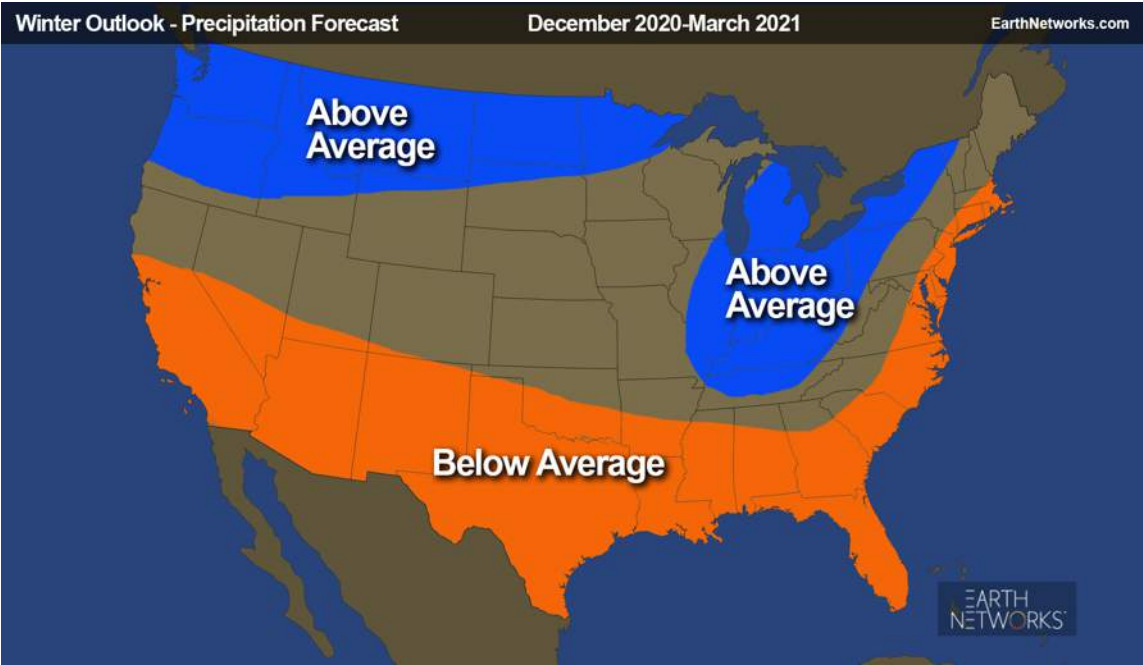 Winter Outlook - Precipitation Forecast
December 2020-March 2021
EarthNetworks.com
Above
Average
Above
Average
Below Average
EARTH
NETWORKS